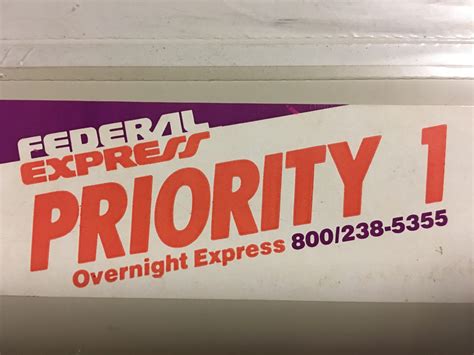 FEDERAL
EXPRESS
PRIORITY 1
Overnight Express 800/238-5355